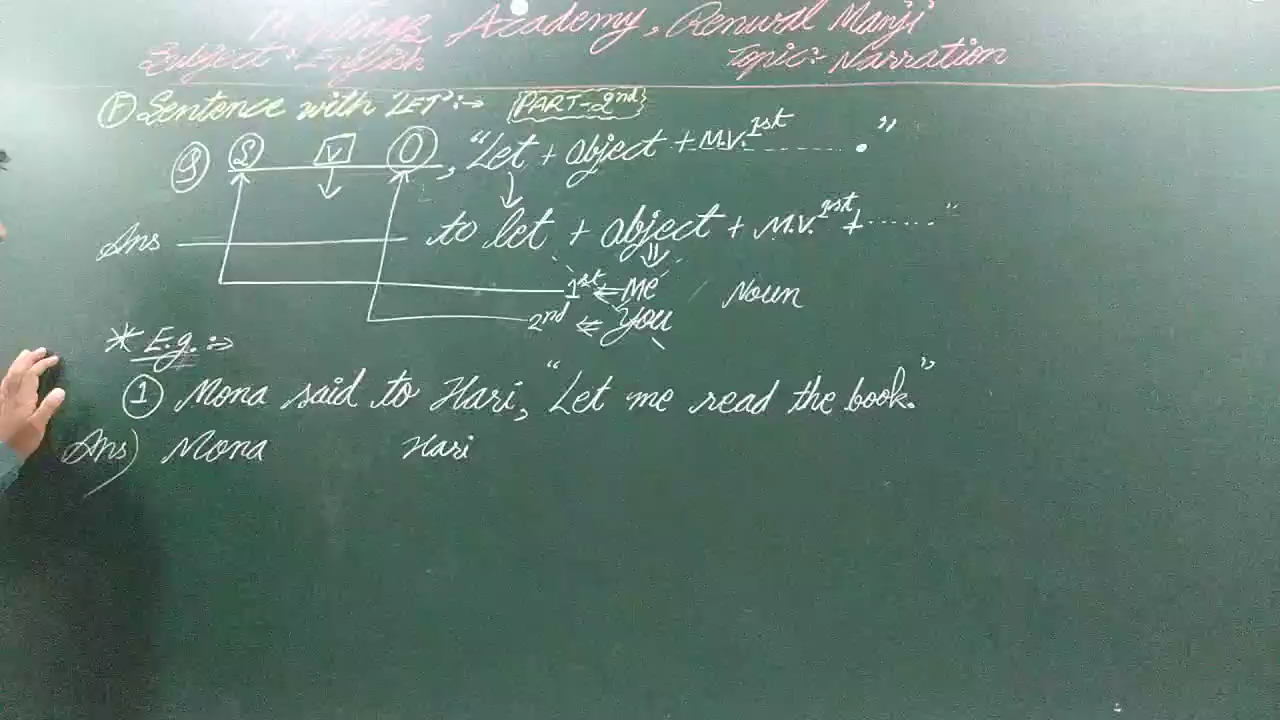 Academy, Renwal Manji
Subject : English Topic:- Narration
(F) Sentence with 'LET' :→ PART-2nd
S V O , "Let + object + M.V. 1st ......... ."
Ans to let + object + M.V. 1st + ......
1st ⇐ Me Noun
2nd ⇐ You
* E.g. :→
(1) Mona said to Hari, "Let me read the book."
Ans) Mona Hari